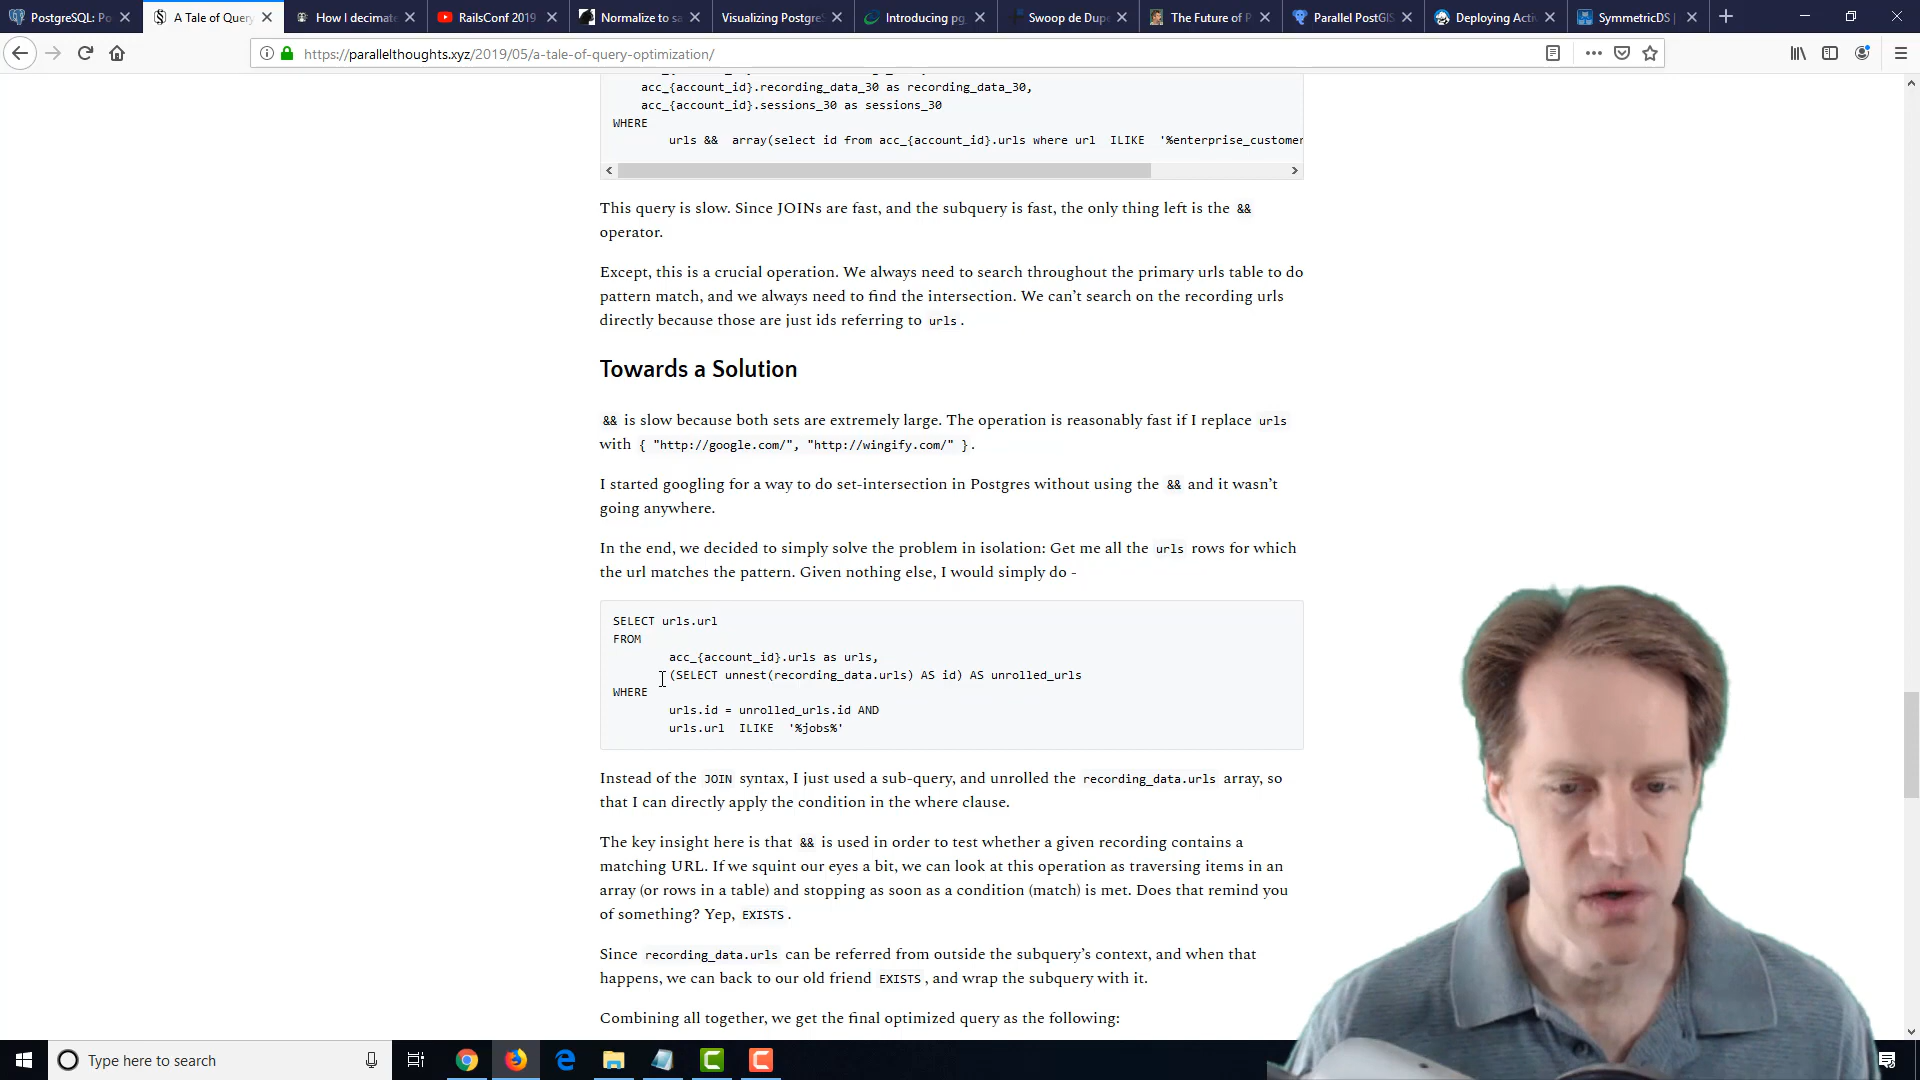 PostgreSQL: Po
A Tale of Query
How I decimate
RailsConf 2019
Normalize to sa
Visualizing Postgre
Introducing pg
Swoop de Dupe
The Future of P
Parallel PostGIS
Deploying Activ
SymmetricDS |
https://parallelthoughts.xyz/2019/05/a-tale-of-query-optimization/
acc_{account_id}.recording_data_30 as recording_data_30,
acc_{account_id}.sessions_30 as sessions_30
WHERE
urls && array(select id from acc_{account_id}.urls where url ILIKE '%enterprise_customer
This query is slow. Since JOINs are fast, and the subquery is fast, the only thing left is the &&
operator.
Except, this is a crucial operation. We always need to search throughout the primary urls table to do
pattern match, and we always need to find the intersection. We can't search on the recording urls
directly because those are just ids referring to urls.
Towards a Solution
&& is slow because both sets are extremely large. The operation is reasonably fast if I replace urls
with { "http://google.com/", "http://wingify.com/" }.
I started googling for a way to do set-intersection in Postgres without using the && and it wasn't
going anywhere.
In the end, we decided to simply solve the problem in isolation: Get me all the urls rows for which
the url matches the pattern. Given nothing else, I would simply do -
SELECT urls.url
FROM
acc_{account_id}.urls as urls,
(SELECT unnest(recording_data.urls) AS id) AS unrolled_urls
WHERE
urls.id = unrolled_urls.id AND
urls.url ILIKE '%jobs%'
Instead of the JOIN syntax, I just used a sub-query, and unrolled the recording_data.urls array, so
that I can directly apply the condition in the where clause.
The key insight here is that && is used in order to test whether a given recording contains a
matching URL. If we squint our eyes a bit, we can look at this operation as traversing items in an
array (or rows in a table) and stopping as soon as a condition (match) is met. Does that remind you
of something? Yep, EXISTS.
Since recording_data.urls can be referred from outside the subquery's context, and when that
happens, we can back to our old friend EXISTS, and wrap the subquery with it.
Combining all together, we get the final optimized query as the following:
Type here to search